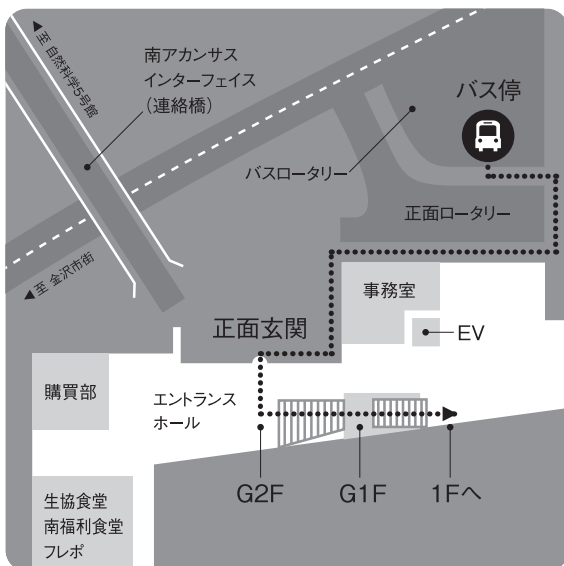 ▲至 自然科学5号館
南アカンサス
インターフェイス
（連絡橋）
バス停
バスロータリー
正面ロータリー
◀至 金沢市街
事務室
正面玄関
EV
購買部
エントランス
ホール
G2F
G1F
1Fへ
生協食堂
南福利食堂
フレポ